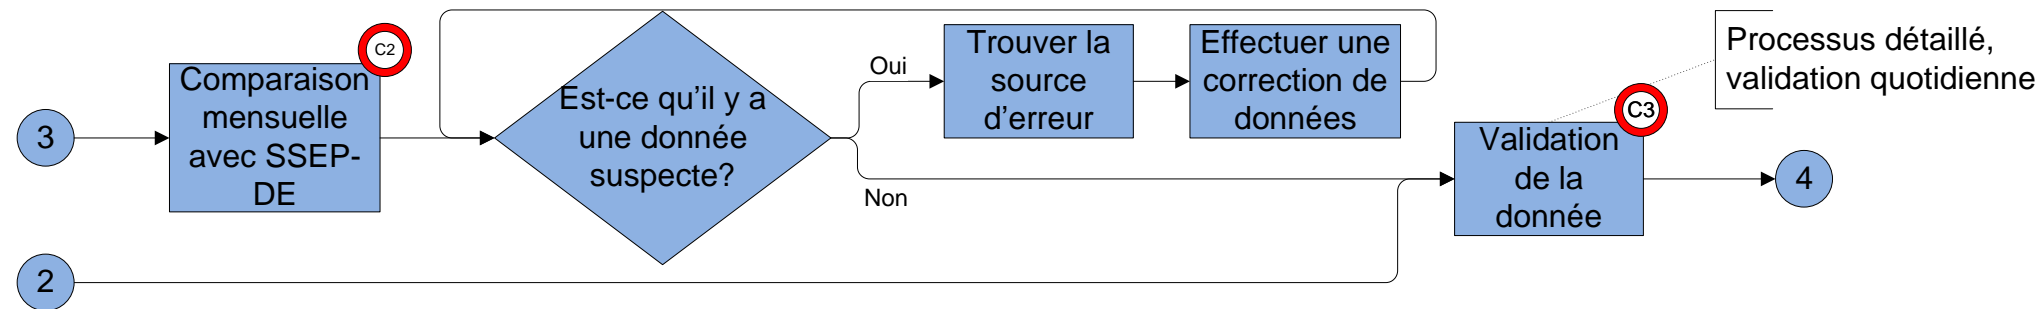 3
C2
Comparaison
mensuelle
avec SSEP-
DE
Est-ce qu'il y a
une donnée
suspecte?
Oui
Non
Trouver la
source
d'erreur
Effectuer une
correction de
données
C3
Validation
de la
donnée
Processus détaillé,
validation quotidienne
4
2